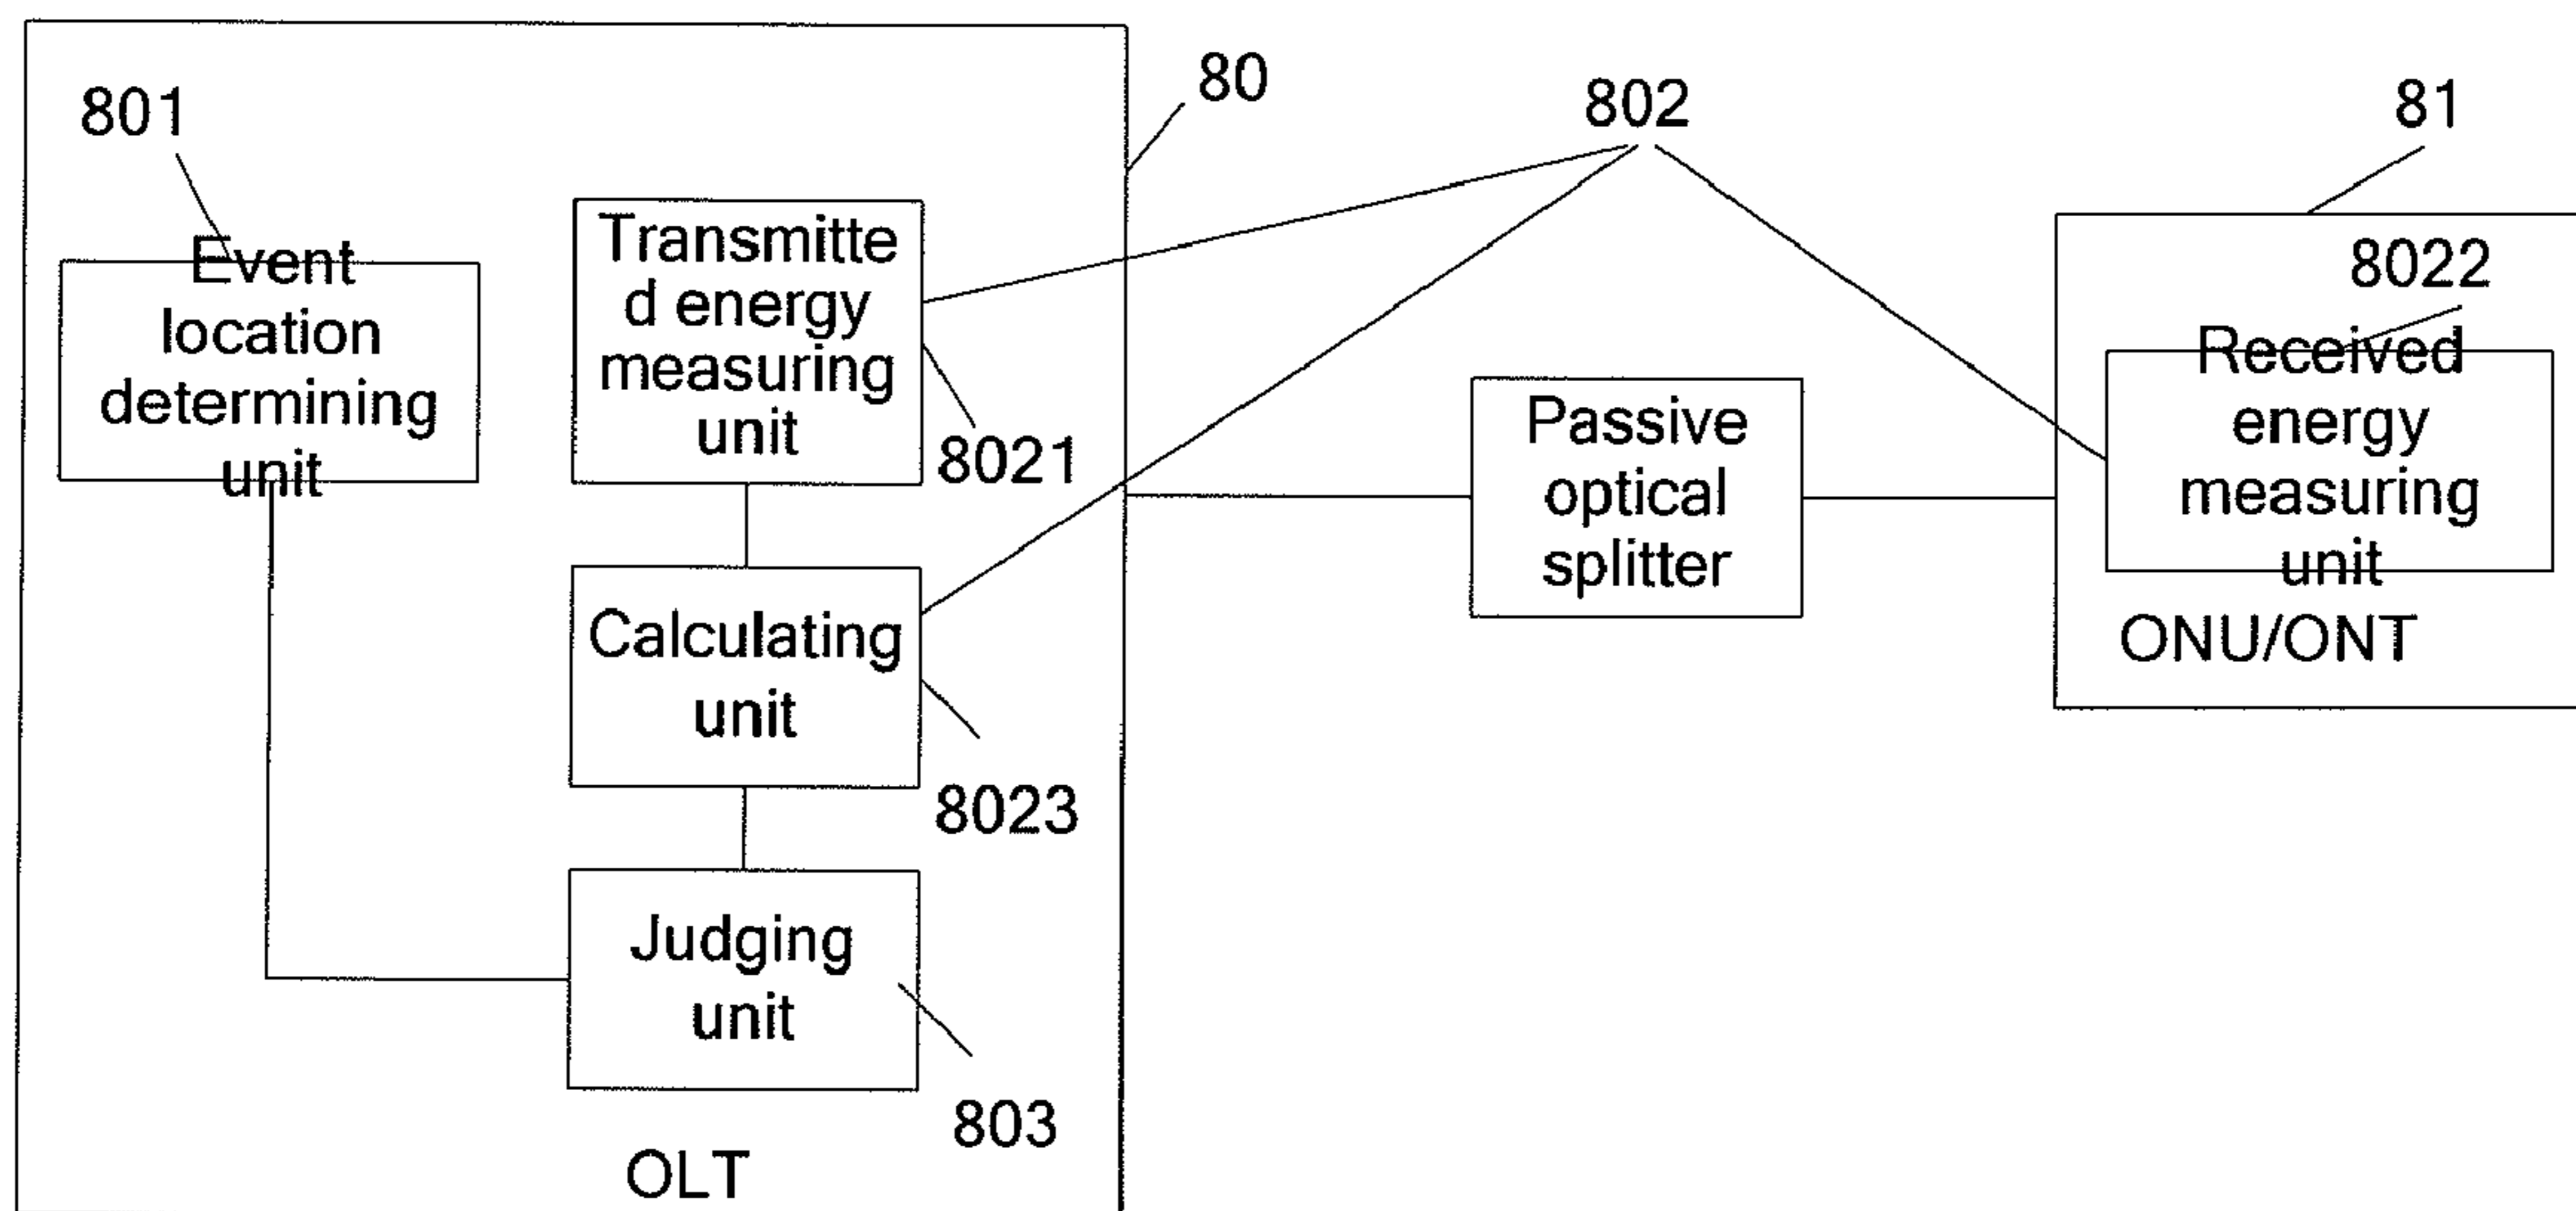 80
802
81
801
Transmitte
d energy
measuring
unit
Event
location
determining
unit
8022
Received
energy
measuring
unit
8021
Passive
optical
splitter
ONU/ONT
Calculating
unit
8023
Judging
unit
803
OLT